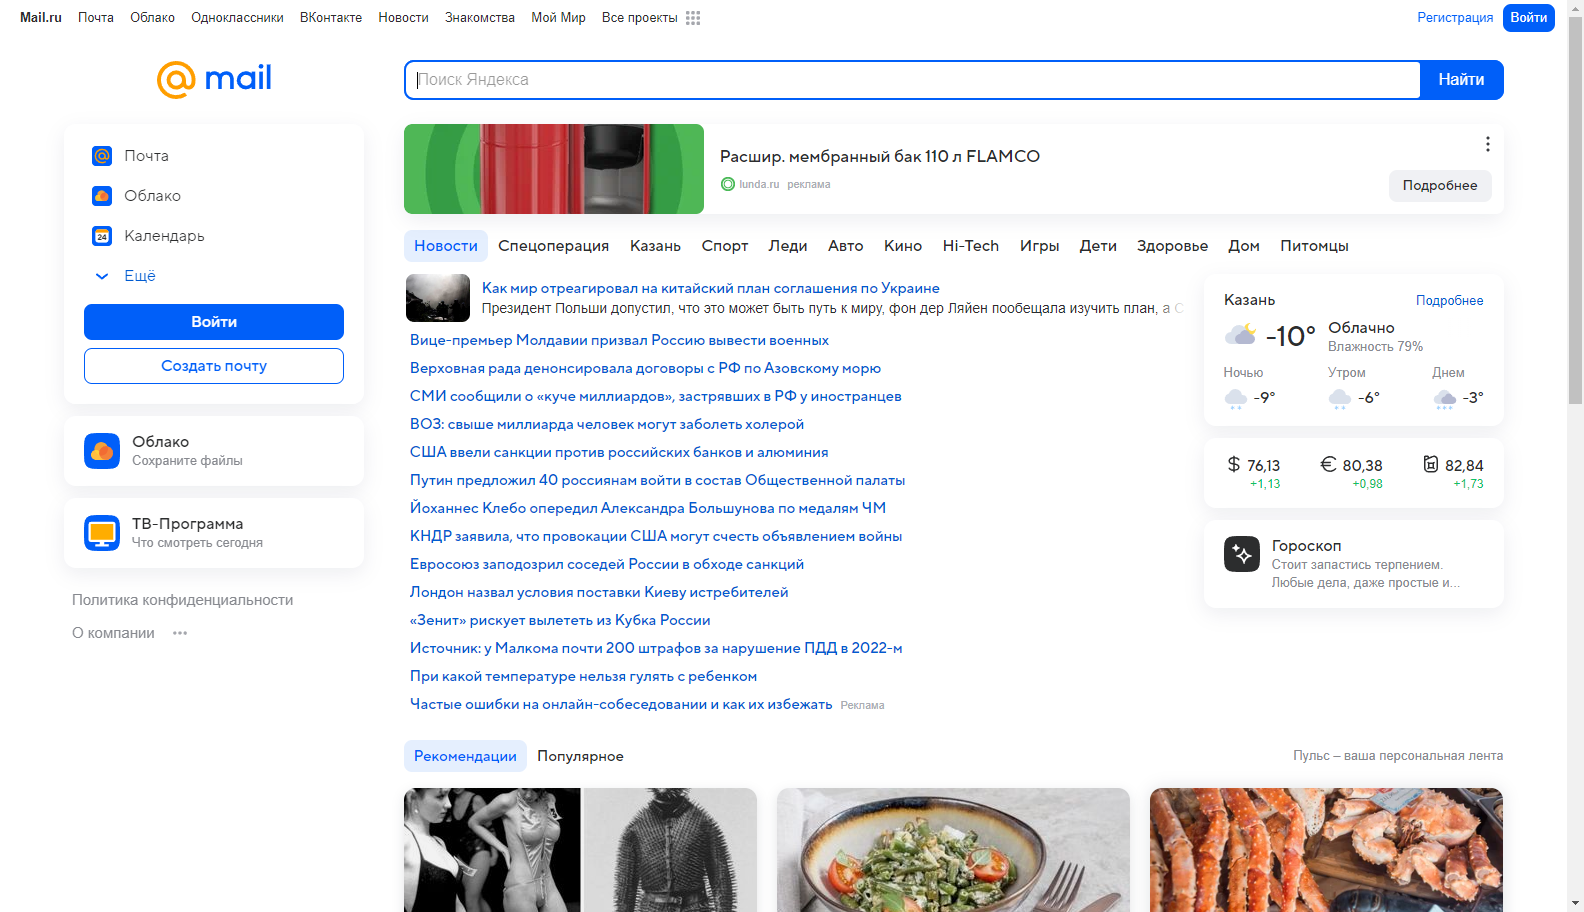 Mail.ru Почта Облако Одноклассники ВКонтакте Новости Знакомства Мой Мир Все проекты Регистрация Войти
@mail
Поиск Яндекса Найти
Почта
Облако
24 Календарь
Ещё
Войти
Создать почту
Облако
Сохраните файлы
ТВ-Программа
Что смотреть сегодня
Политика конфиденциальности
О компании
Расшир. мембранный бак 110 л FLAMCO
lunda.ru реклама
Подробнее
Новости Спецоперация Казань Спорт Леди Авто Кино Hi-Tech Игры Дети Здоровье Дом Питомцы
Как мир отреагировал на китайский план соглашения по Украине
Президент Польши допустил, что это может быть путь к миру, фон дер Ляйен пообещала изучить план, а С
Вице-премьер Молдавии призвал Россию вывести военных
Верховная рада денонсировала договоры с РФ по Азовскому морю
СМИ сообщили о «куче миллиардов», застрявших в РФ у иностранцев
ВОЗ: свыше миллиарда человек могут заболеть холерой
США ввели санкции против российских банков и алюминия
Путин предложил 40 россиянам войти в состав Общественной палаты
Йоханнес Клебо опередил Александра Большунова по медалям ЧМ
КНДР заявила, что провокации США могут счесть объявлением войны
Евросоюз заподозрил соседей России в обходе санкций
Лондон назвал условия поставки Киеву истребителей
«Зенит» рискует вылететь из Кубка России
Источник: у Малкома почти 200 штрафов за нарушение ПДД в 2022-м
При какой температуре нельзя гулять с ребенком
Частые ошибки на онлайн-собеседовании и как их избежать Реклама
Казань Подробнее
-10° Облачно
Влажность 79%
Ночью Утром Днем
-9° -6° -3°
$ 76,13 € 80,38 82,84
+1,13 +0,98 +1,73
Гороскоп
Стоит запастись терпением.
Любые дела, даже простые и...
Рекомендации Популярное Пульс – ваша персональная лента